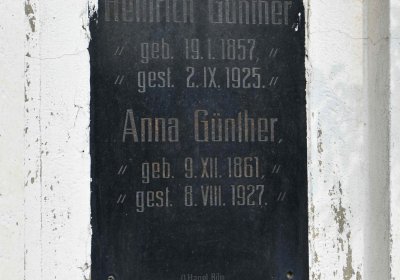 Heinrich Günther,
„ geb. 19. I. 1857, „
„ gest. 2. IX. 1925. „
Anna Günther,
„ geb. 9. XII. 1861, „
„ gest. 8. VIII. 1927. „